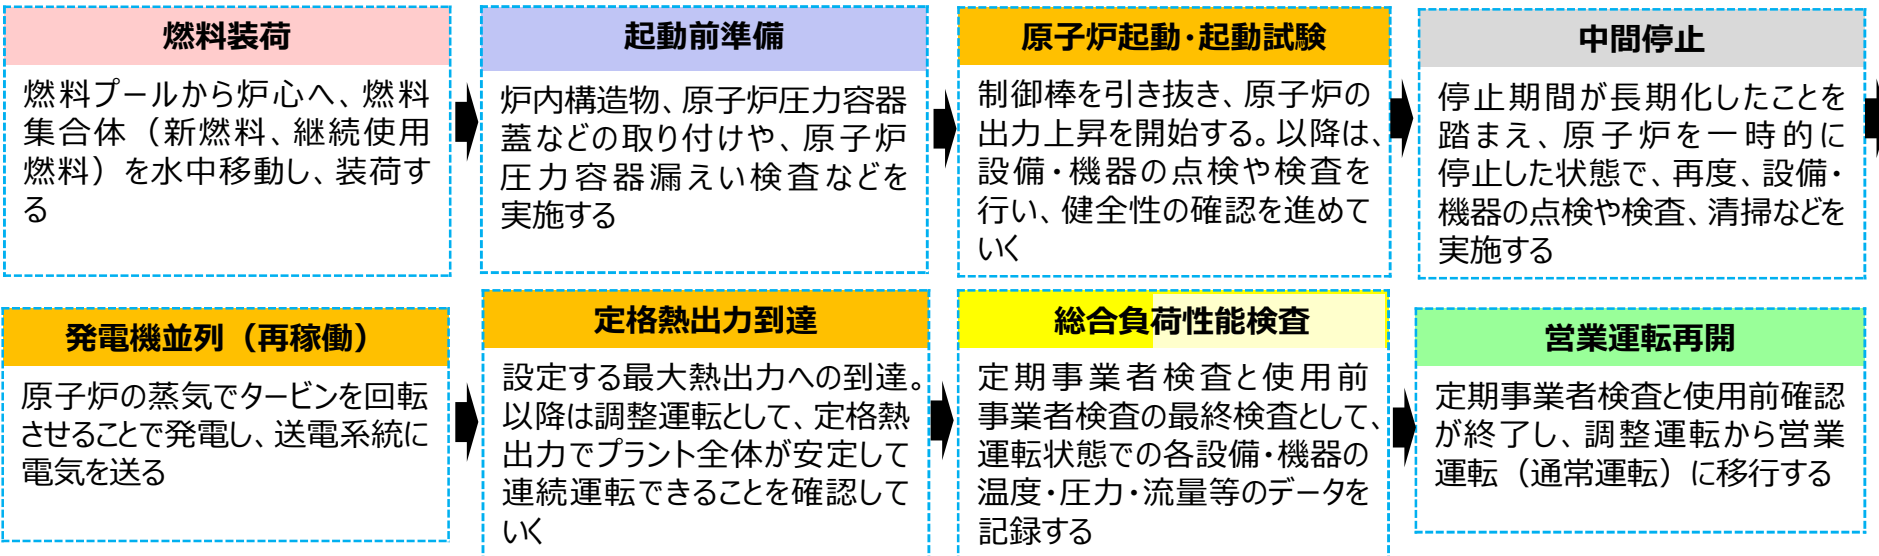 燃料装荷
燃料プールから炉心へ、燃料
集合体（新燃料、継続使用
燃料）を水中移動し、装荷す
る
起動前準備
炉内構造物、原子炉圧力容器
蓋などの取り付けや、原子炉
圧力容器漏えい検査などを
実施する
原子炉起動・起動試験
制御棒を引き抜き、原子炉の
出力上昇を開始する。以降は、
設備・機器の点検や検査を
行い、健全性の確認を進めて
いく
中間停止
停止期間が長期化したことを
踏まえ、原子炉を一時的に
停止した状態で、再度、設備・
機器の点検や検査、清掃などを
実施する
発電機並列（再稼働）
原子炉の蒸気でタービンを回転
させることで発電し、送電系統に
電気を送る
定格熱出力到達
設定する最大熱出力への到達。
以降は調整運転として、定格熱
出力でプラント全体が安定して
連続運転できることを確認して
いく
総合負荷性能検査
定期事業者検査と使用前
事業者検査の最終検査として、
運転状態での各設備・機器の
温度・圧力・流量等のデータを
記録する
営業運転再開
定期事業者検査と使用前確認
が終了し、調整運転から営業
運転（通常運転）に移行する